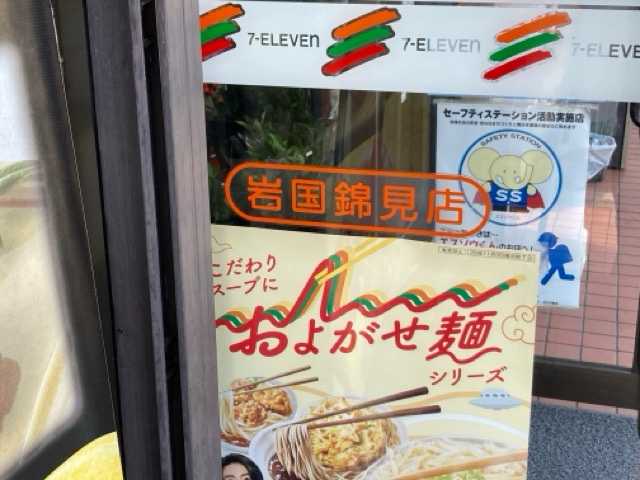 7-ELEVEN 7-ELEVEN 7-ELEVE
セーフティステーション活動実施店
SAFETY STATION
SS
岩国錦見店
こだわり
スープに
およがせ麺
シリーズ